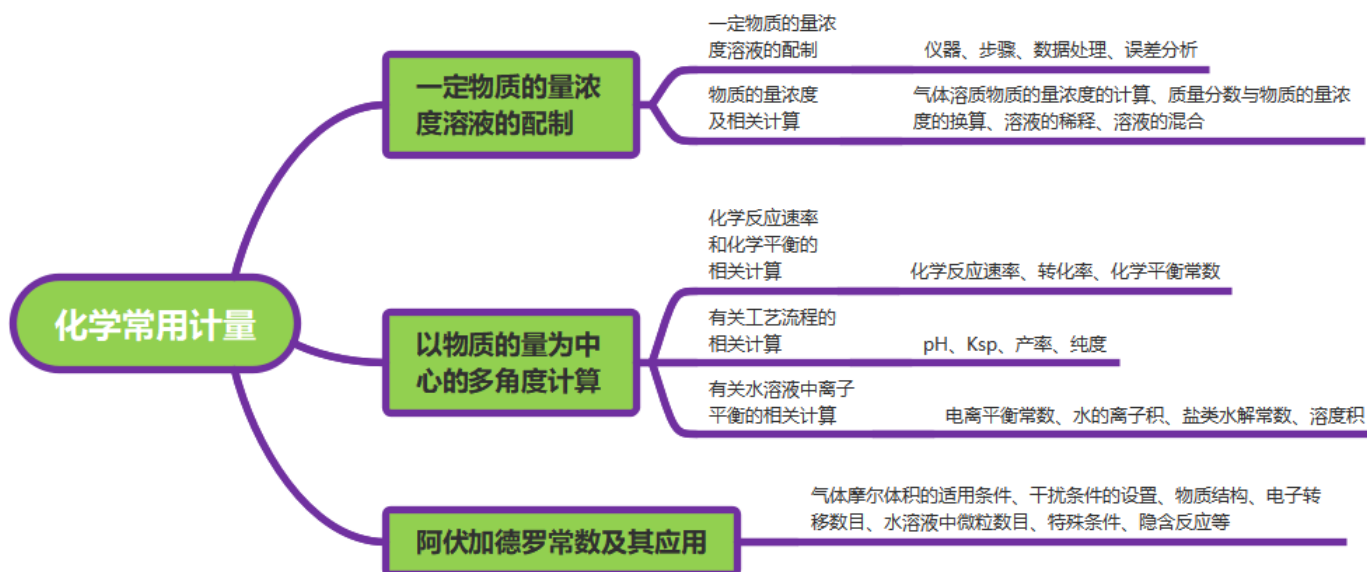 化学常用计量
一定物质的量浓
度溶液的配制
一定物质的量浓
度溶液的配制
仪器、步骤、数据处理、误差分析
物质的量浓度
及相关计算
气体溶质物质的量浓度的计算、质量分数与物质的量浓
度的换算、溶液的稀释、溶液的混合
以物质的量为中
心的多角度计算
化学反应速率
和化学平衡的
相关计算
化学反应速率、转化率、化学平衡常数
有关工艺流程的
相关计算
pH、Ksp、产率、纯度
有关水溶液中离子
平衡的相关计算
电离平衡常数、水的离子积、盐类水解常数、溶度积
阿伏加德罗常数及其应用
气体摩尔体积的适用条件、干扰条件的设置、物质结构、电子转
移数目、水溶液中微粒数目、特殊条件、隐含反应等